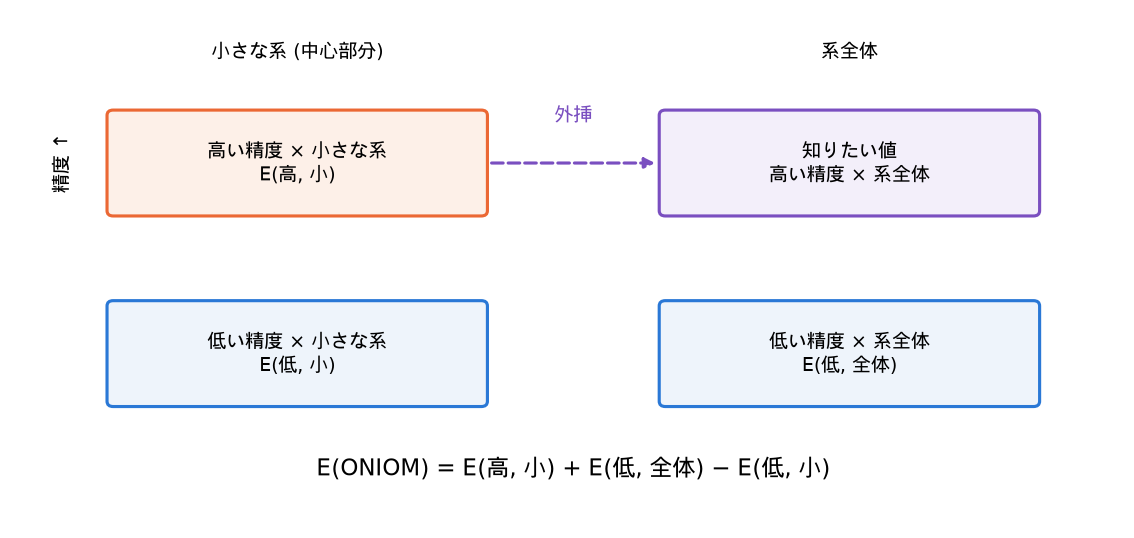 小さな系 (中心部分)
系全体
精度 ↑
高い精度 × 小さな系
E(高, 小)
外挿
知りたい値
高い精度 × 系全体
低い精度 × 小さな系
E(低, 小)
低い精度 × 系全体
E(低, 全体)
E(ONIOM) = E(高, 小) + E(低, 全体) − E(低, 小)